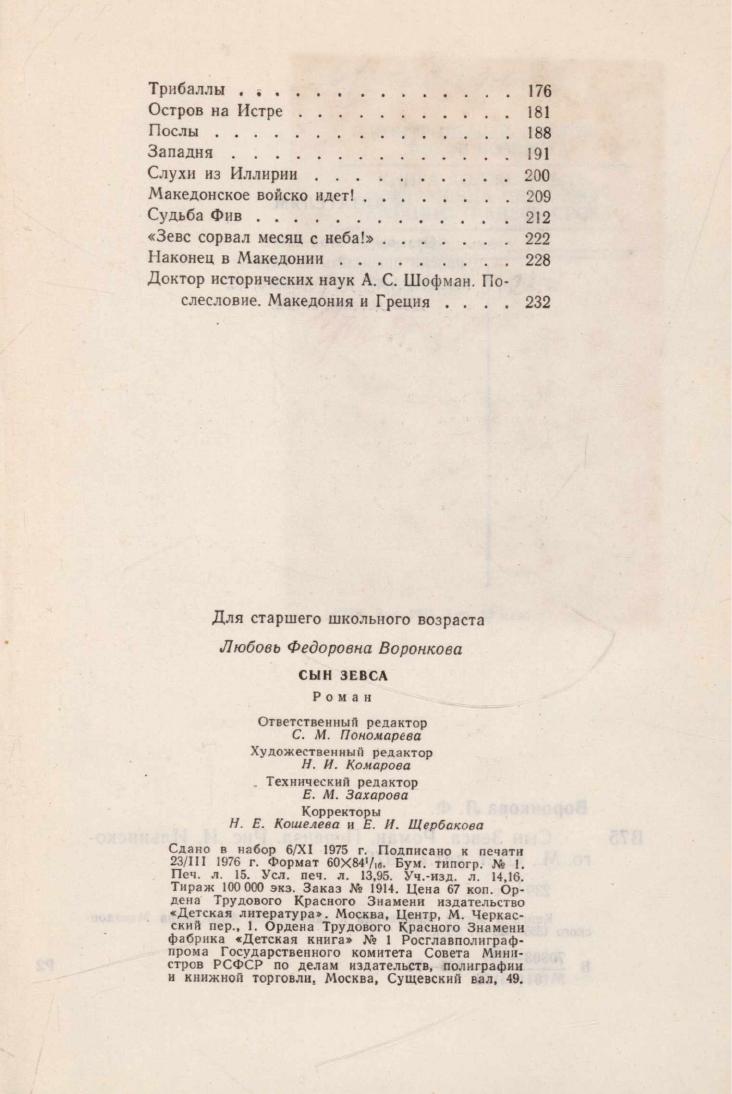 Трибаллы . . . . . . . . . . . . . . 176
Остров на Истре . . . . . . . . . . . 181
Послы . . . . . . . . . . . . . . . 188
Западня . . . . . . . . . . . . . . 191
Слухи из Иллирии . . . . . . . . . . 200
Македонское войско идет! . . . . . . . . 209
Судьба Фив . . . . . . . . . . . . . 212
«Зевс сорвал месяц с неба!» . . . . . . . 222
Наконец в Македонии . . . . . . . . . 228
Доктор исторических наук А. С. Шофман. По-
слесловие. Македония и Греция . . . . 232
Для старшего школьного возраста
Любовь Федоровна Воронкова
СЫН ЗЕВСА
Роман
Ответственный редактор
С. М. Пономарева
Художественный редактор
Н. И. Комарова
Технический редактор
Е. М. Захарова
Корректоры
Н. Е. Кошелева и Е. И. Щербакова
Сдано в набор 6/XI 1975 г. Подписано к печати
23/III 1976 г. Формат 60×84¹/₁₆. Бум. типогр. № 1.
Печ. л. 15. Усл. печ. л. 13,95. Уч.-изд. л. 14,16.
Тираж 100 000 экз. Заказ № 1914. Цена 67 коп. Ор-
дена Трудового Красного Знамени издательство
«Детская литература». Москва, Центр, М. Черкас-
ский пер., 1. Ордена Трудового Красного Знамени
фабрика «Детская книга» № 1 Росглавполиграф-
прома Государственного комитета Совета Мини-
стров РСФСР по делам издательств, полиграфии
и книжной торговли, Москва, Сущевский вал, 49.